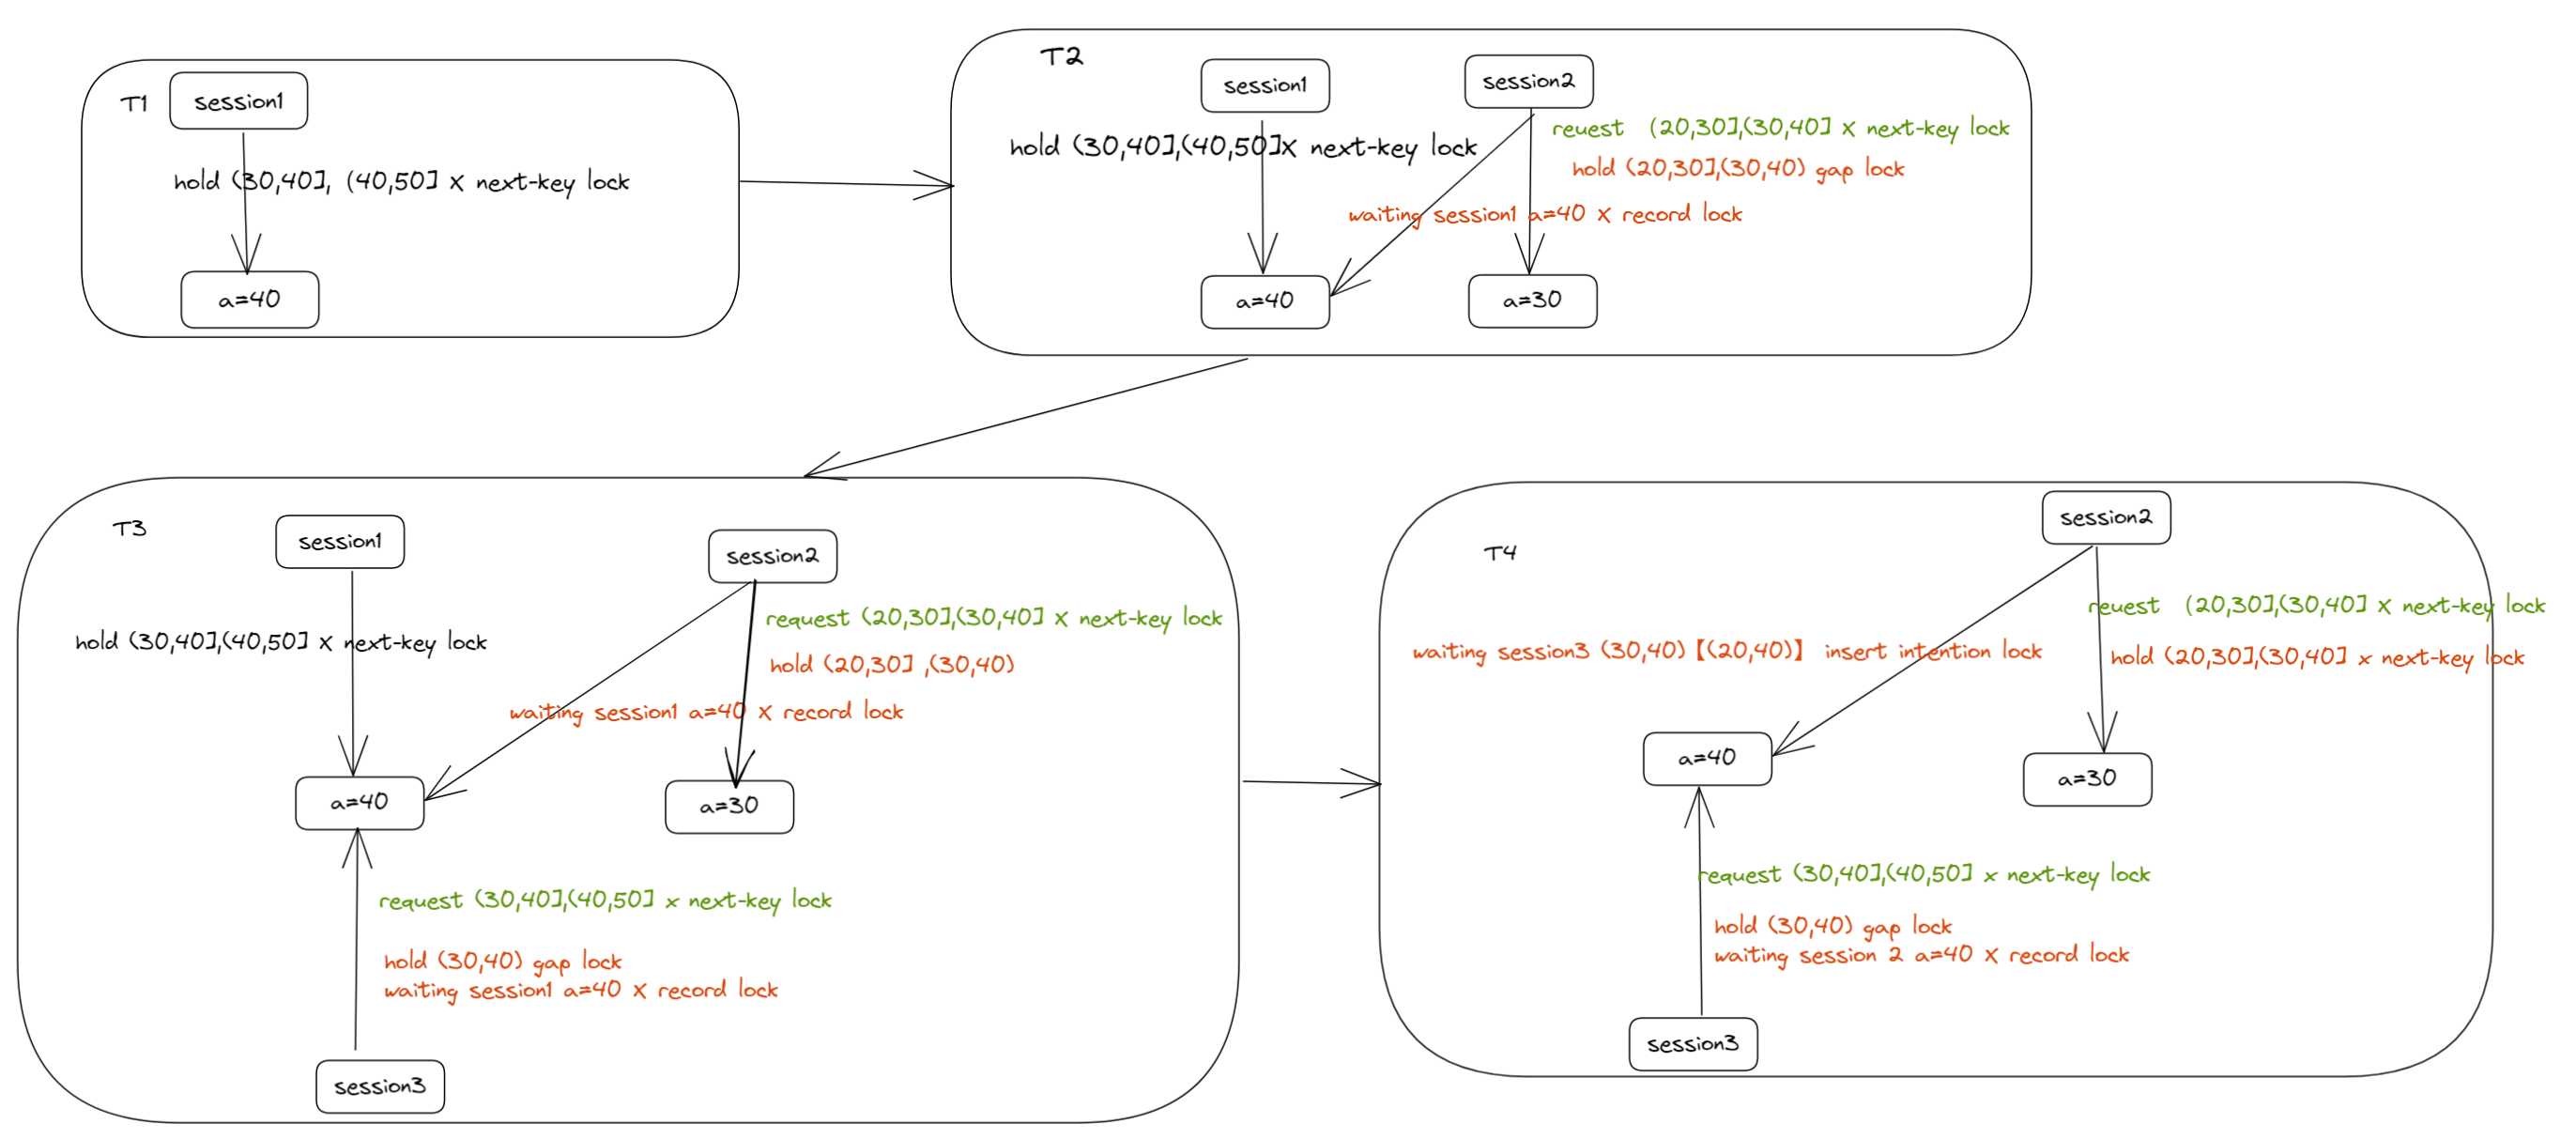 T1
session1
hold (30,40], (40,50] X next-key lock
a=40
T2
session1
session2
reuest (20,30],(30,40] X next-key lock
hold (30,40],(40,50]X next-key lock
hold (20,30],(30,40) gap lock
waiting session1 a=40 X record lock
a=40
a=30
T3
session1
session2
request (20,30],(30,40] X next-key lock
hold (30,40],(40,50] X next-key lock
hold (20,30] ,(30,40)
waiting session1 a=40 X record lock
a=40
a=30
request (30,40],(40,50] x next-key lock
hold (30,40) gap lock
waiting session1 a=40 X record lock
session3
T4
session2
reuest (20,30],(30,40] X next-key lock
waiting session3 (30,40)【(20,40)】 insert intention lock
hold (20,30],(30,40] x next-key lock
a=40
a=30
request (30,40],(40,50] x next-key lock
hold (30,40) gap lock
waiting session 2 a=40 X record lock
session3